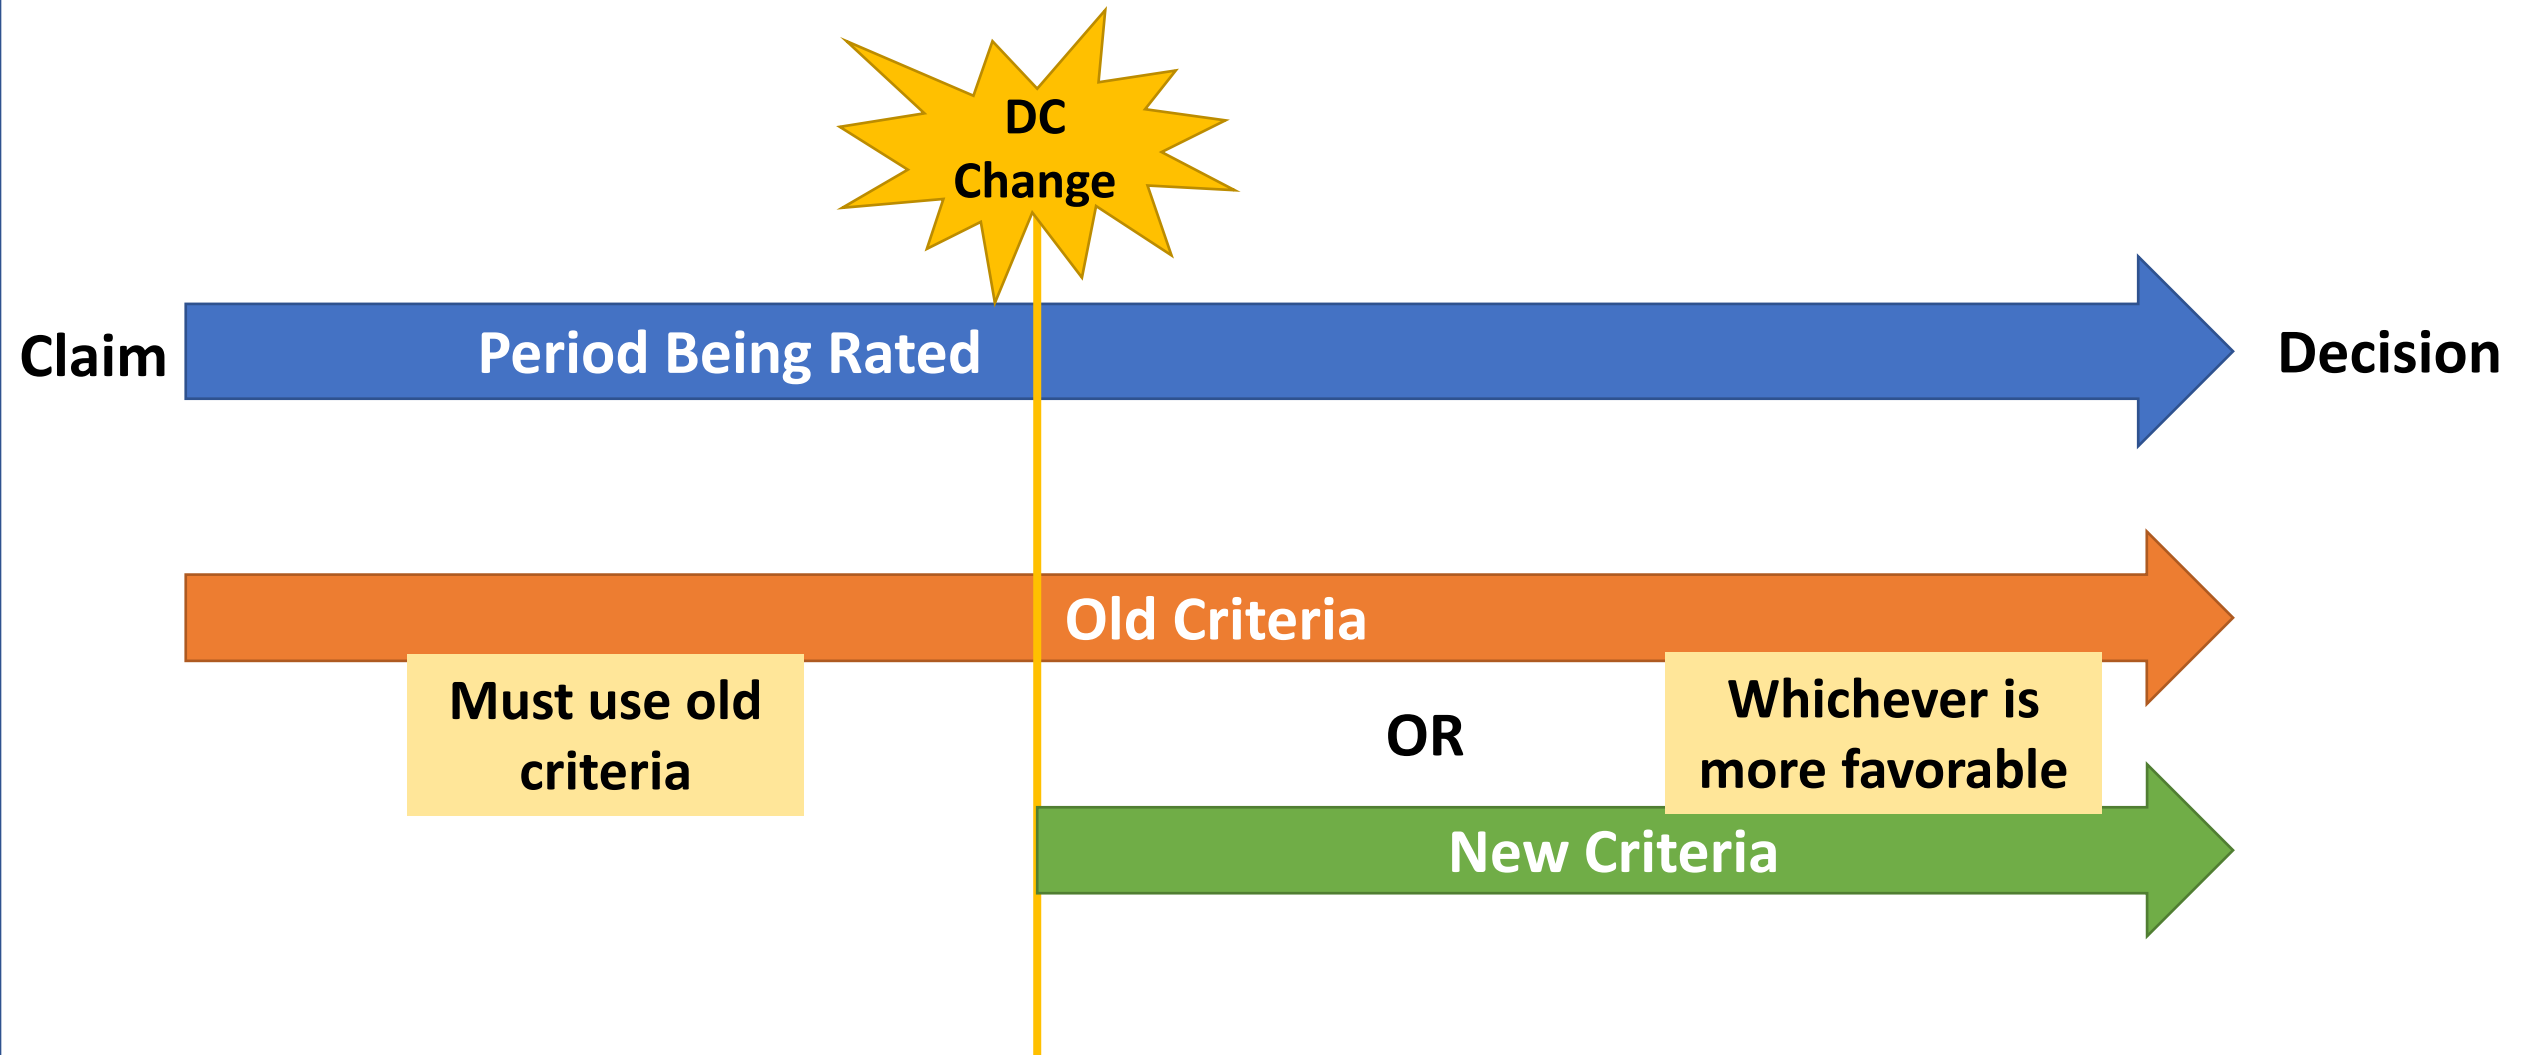 DC
Change
Claim
Period Being Rated
Decision
Old Criteria
Must use old
criteria
OR
Whichever is
more favorable
New Criteria